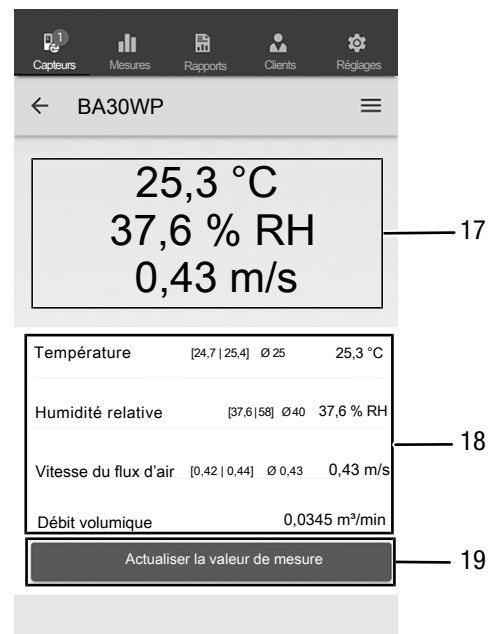 1
Capteurs Mesures Rapports Clients Réglages
BA30WP
25,3 °C
37,6 % RH
0,43 m/s
17
Température [24,7 | 25,4] Ø 25 25,3 °C
Humidité relative [37,6|58] Ø40 37,6 % RH
18
Vitesse du flux d'air [0,42 | 0,44] Ø 0,43 0,43 m/s
Débit volumique 0,0345 m³/min
Actualiser la valeur de mesure
19